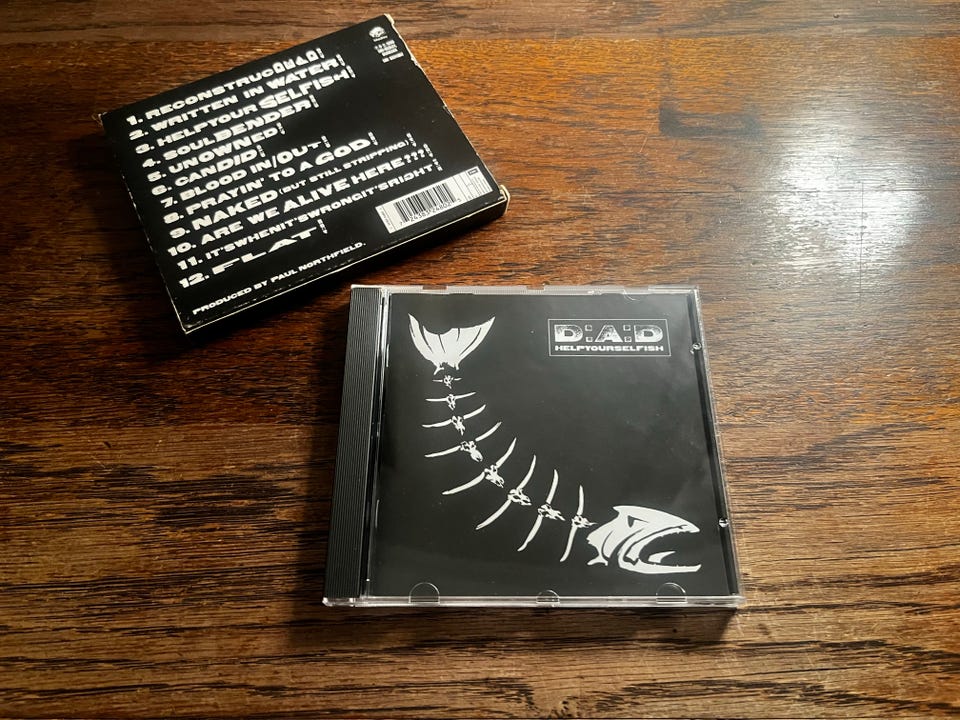 1. RECONSTRUCDEAD!
2. WRITTEN IN WATER!
3. HELPYOURSELFISH!
4. SOULBENDER!
5. UNOWNED!
6. CANDID!
7. BLOOD IN/OUT!
8. PRAYIN' TO A GOD!
9. NAKED (BUT STILL STRIPPING)!
10. ARE WE ALIVE HERE???!
11. IT'SWHENIT'SWRONGIT'SRIGHT!
12. FLAT!
PRODUCED BY PAUL NORTHFIELD.
D:A:D
HELPYOURSELFISH